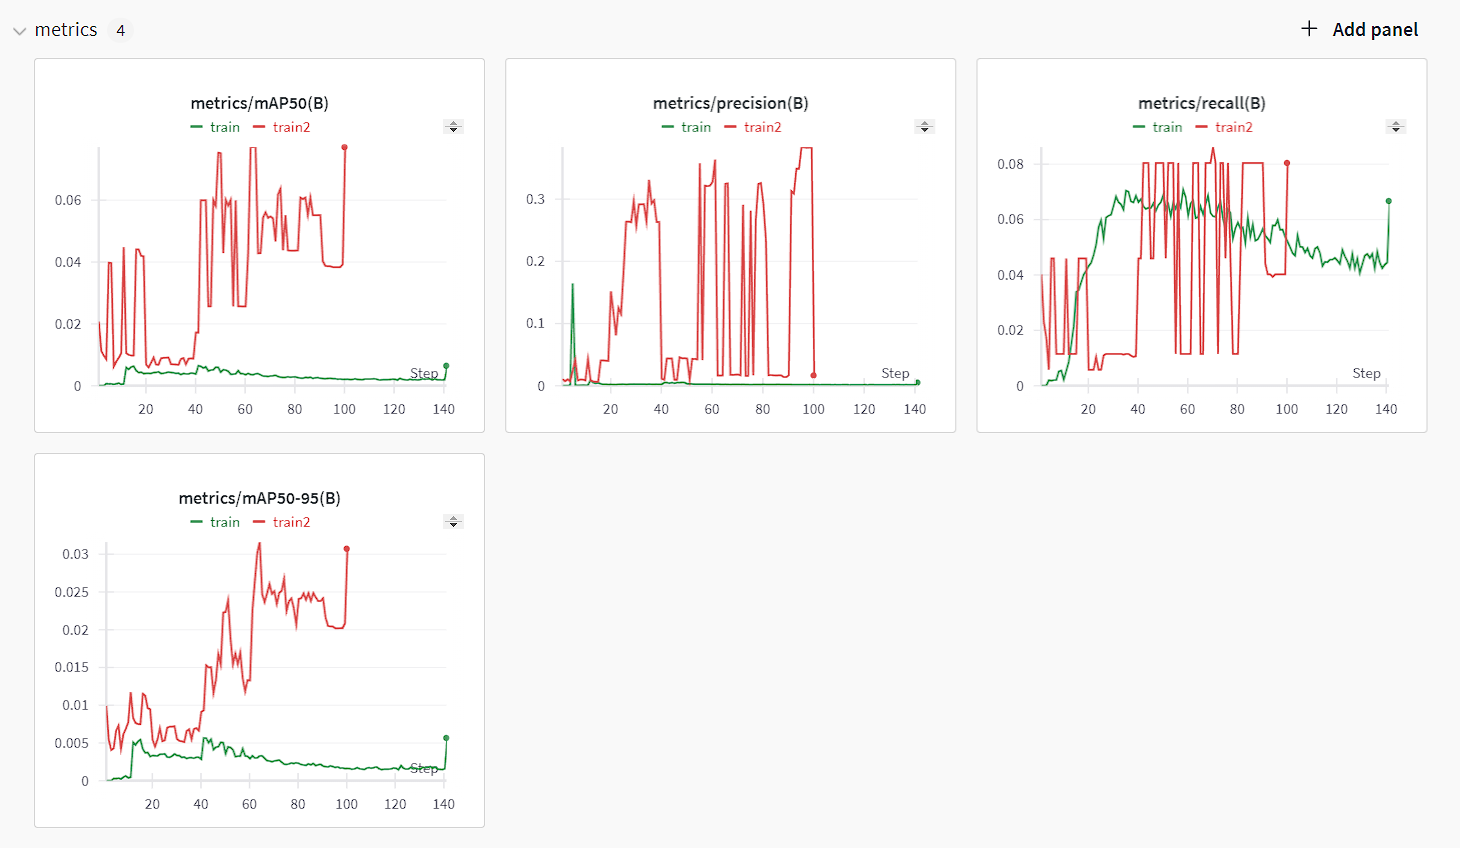 metrics 4
Add panel
metrics/mAP50(B)
train train2
0.06
0.04
0.02
0
Step
20 40 60 80 100 120 140
metrics/precision(B)
train train2
0.3
0.2
0.1
0
Step
20 40 60 80 100 120 140
metrics/recall(B)
train train2
0.08
0.06
0.04
0.02
0
Step
20 40 60 80 100 120 140
metrics/mAP50-95(B)
train train2
0.03
0.025
0.02
0.015
0.01
0.005
0
Step
20 40 60 80 100 120 140